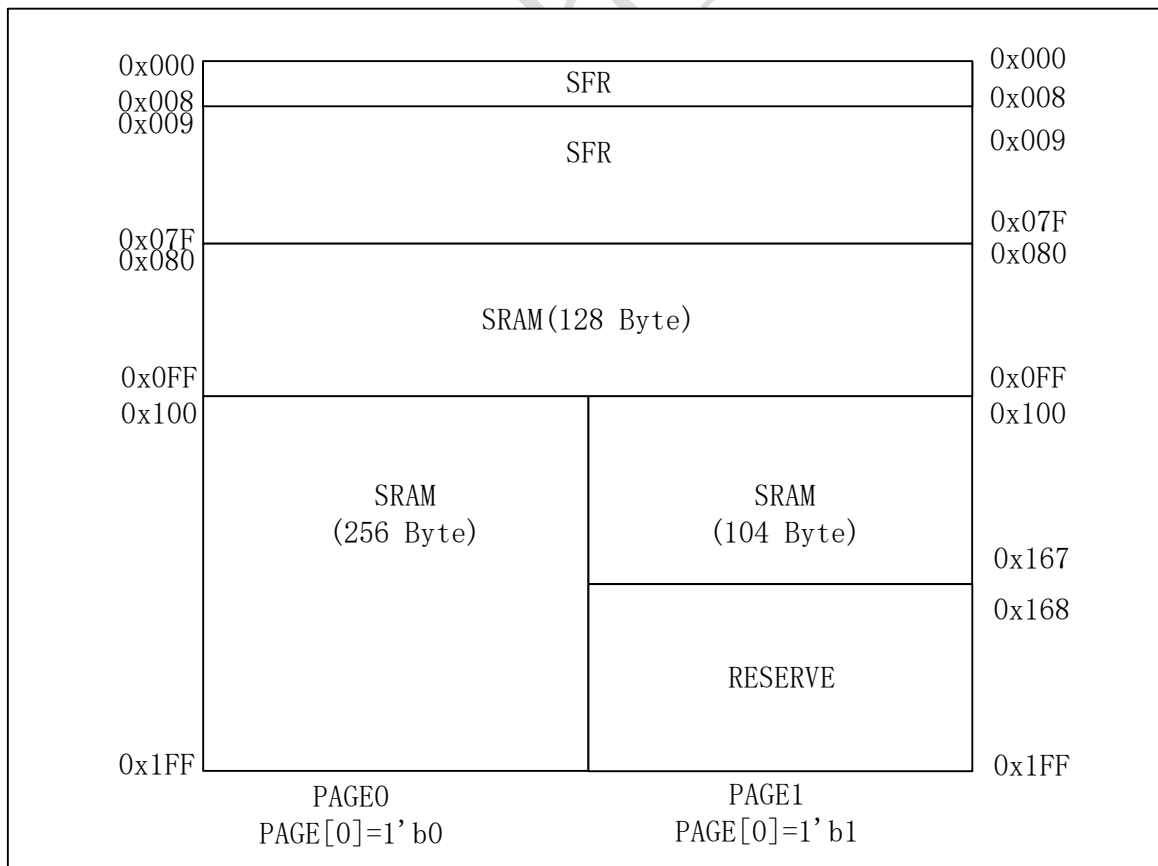 0x000 SFR 0x000
0x008 0x008
0x009 0x009
SFR
0x07F 0x07F
0x080 0x080
SRAM(128 Byte)
0x0FF 0x0FF
0x100 0x100
SRAM SRAM
(256 Byte) (104 Byte)
0x167
0x168
RESERVE
0x1FF 0x1FF
PAGE0 PAGE1
PAGE[0]=1'b0 PAGE[0]=1'b1